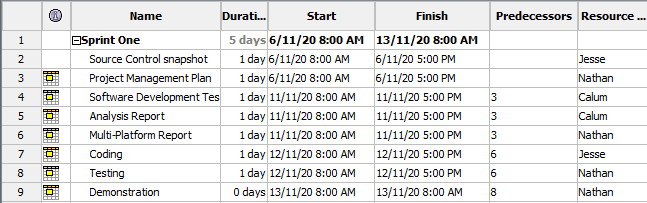 Name Durati... Start Finish Predecessors Resource ...
1 Sprint One 5 days 6/11/20 8:00 AM 13/11/20 8:00 AM
2 Source Control snapshot 1 day 6/11/20 8:00 AM 6/11/20 5:00 PM Jesse
3 Project Management Plan 1 day 6/11/20 8:00 AM 6/11/20 5:00 PM Nathan
4 Software Development Tes 1 day 11/11/20 8:00 AM 11/11/20 5:00 PM 3 Calum
5 Analysis Report 1 day 11/11/20 8:00 AM 11/11/20 5:00 PM 3 Calum
6 Multi-Platform Report 1 day 11/11/20 8:00 AM 11/11/20 5:00 PM 3 Nathan
7 Coding 1 day 12/11/20 8:00 AM 12/11/20 5:00 PM 6 Jesse
8 Testing 1 day 12/11/20 8:00 AM 12/11/20 5:00 PM 6 Nathan
9 Demonstration 0 days 13/11/20 8:00 AM 13/11/20 8:00 AM 8 Nathan